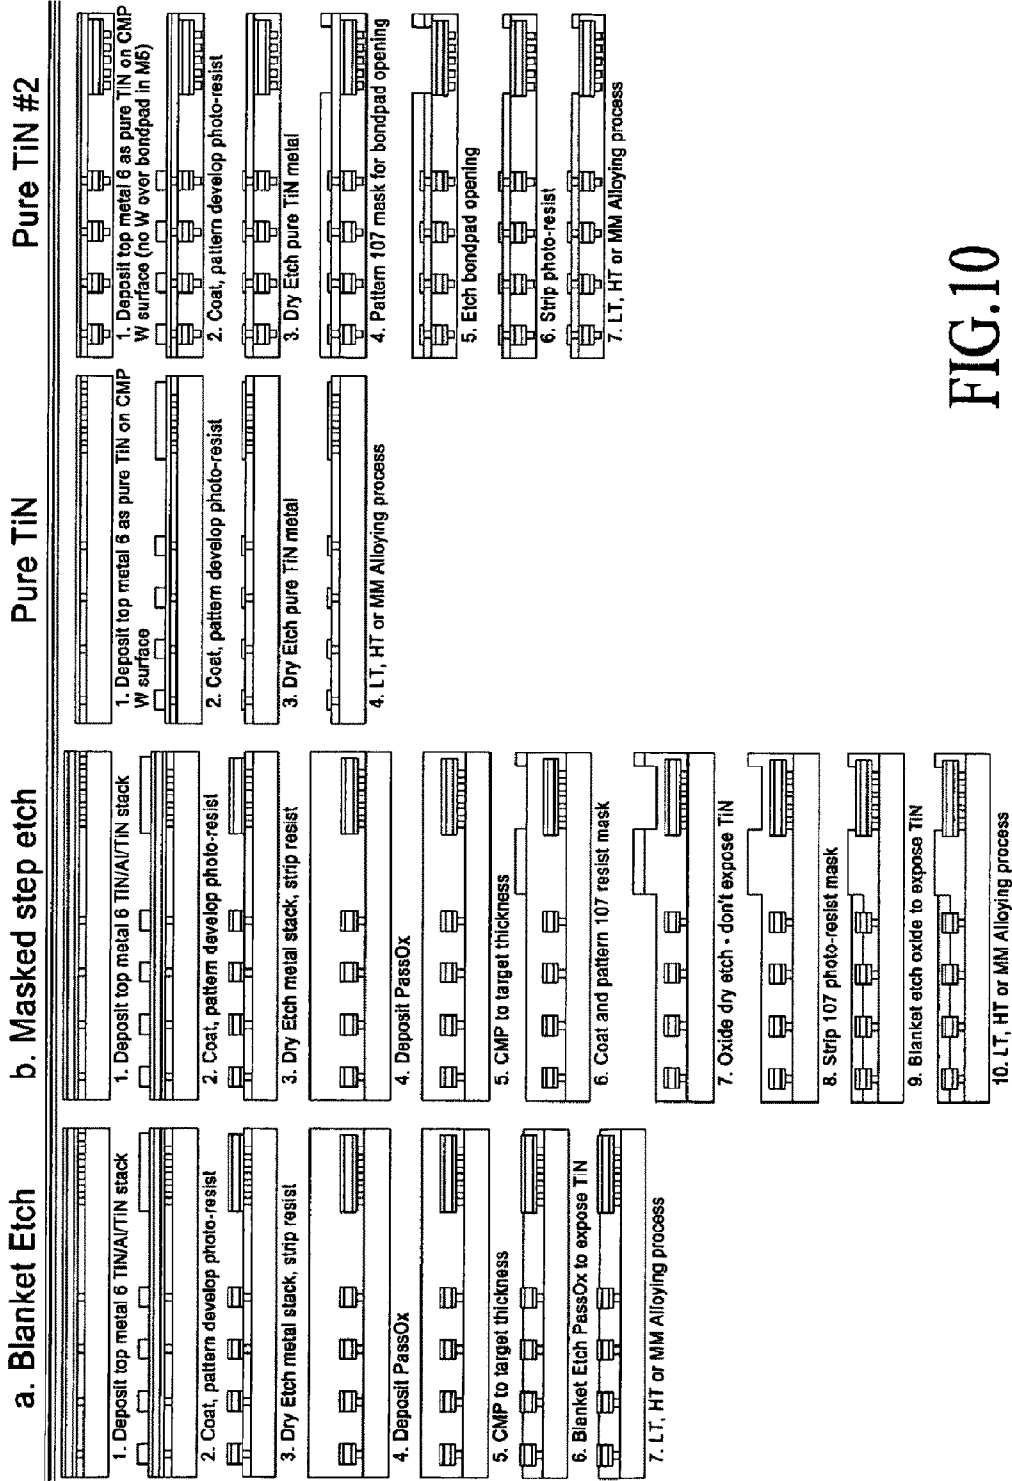 a. Blanket Etch
1. Deposit top metal 6 TiN/Al/TiN stack
2. Coat, pattern develop photo-resist
3. Dry Etch metal stack, strip resist
4. Deposit PassOx
5. CMP to target thickness
6. Blanket Etch PassOx to expose TiN
7. LT, HT or MM Alloying process
b. Masked step etch
1. Deposit top metal 6 TiN/Al/TiN stack
2. Coat, pattern develop photo-resist
3. Dry Etch metal stack, strip resist
4. Deposit PassOx
5. CMP to target thickness
6. Coat and pattern 107 resist mask
7. Oxide dry etch - don't expose TiN
8. Strip 107 photo-resist mask
9. Blanket etch oxide to expose TiN
10. LT, HT or MM Alloying process
Pure TiN
1. Deposit top metal 6 as pure TiN on CMP
W surface
2. Coat, pattern develop photo-resist
3. Dry Etch pure TiN metal
4. LT, HT or MM Alloying process
Pure TiN #2
1. Deposit top metal 6 as pure TiN on CMP
W surface (no W over bondpad in M5)
2. Coat, pattern develop photo-resist
3. Dry Etch pure TiN metal
4. Pattern 107 mask for bondpad opening
5. Etch bondpad opening
6. Strip photo-resist
7. LT, HT or MM Alloying process
FIG.10